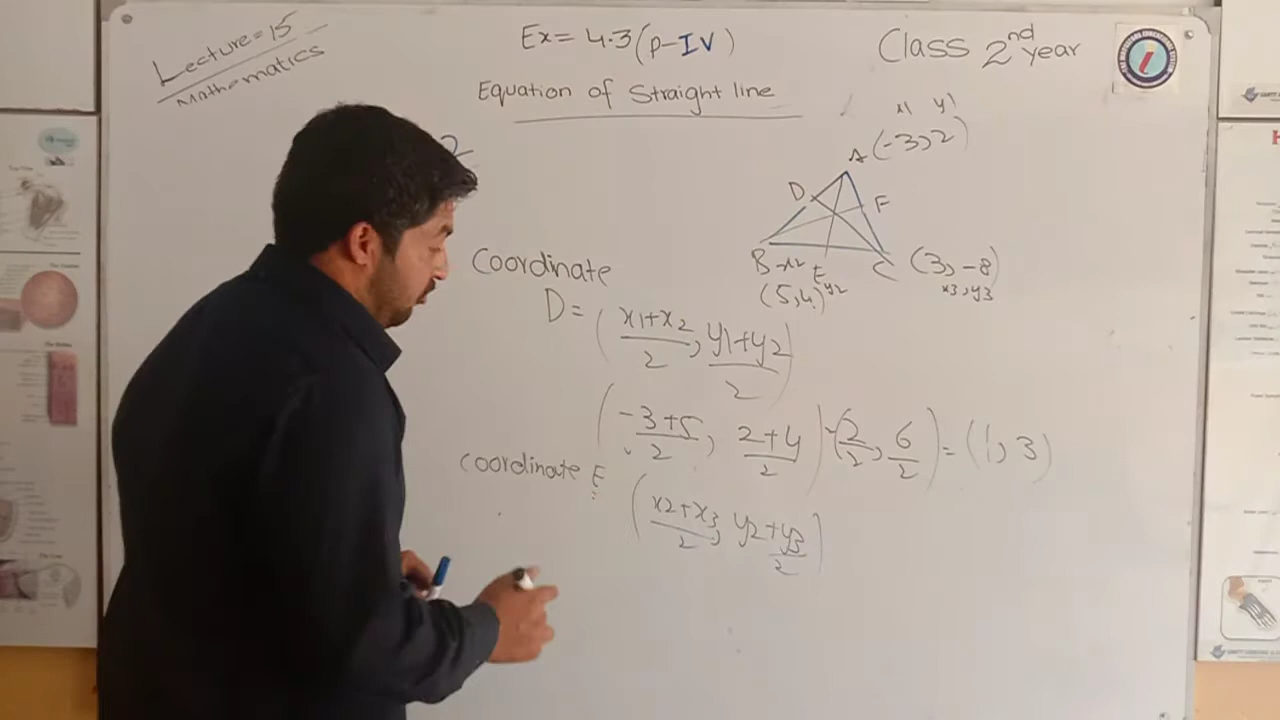 Lecture = 15
Mathematics
Ex = 4.3 (P-IV)
Class 2nd year
Equation of Straight line
2
x1 y1
A (-3, 2)
D
F
B x2 E C (3, -8)
(5, 4) y2 x3, y3
Coordinate
D = (x1+x2/2, y1+y2/2)
(-3+5/2, 2+4/2) (2/2, 6/2) = (1, 3)
coordinate E
(x2+x3/2, y2+y3/2)